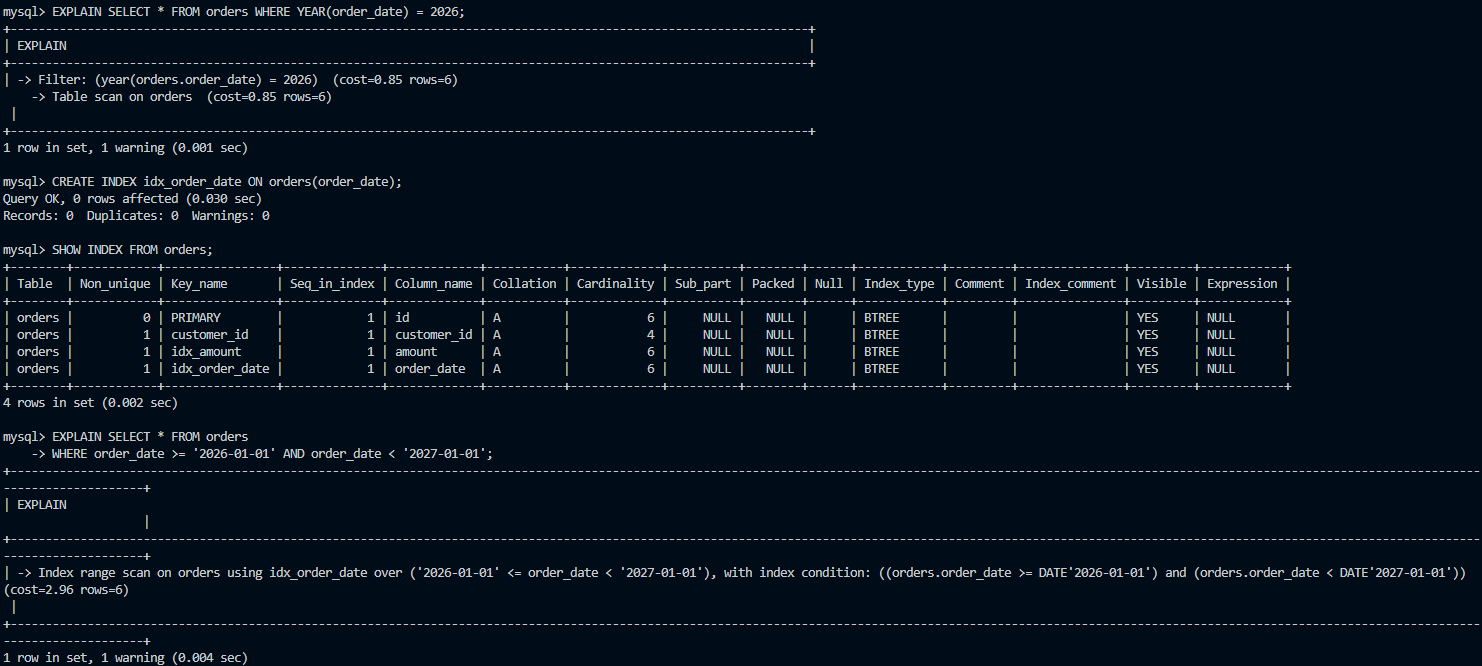 mysql> EXPLAIN SELECT * FROM orders WHERE YEAR(order_date) = 2026;
+------------------------------------------------------------------------------------------------------------------+
| EXPLAIN                                                                                                          |
+------------------------------------------------------------------------------------------------------------------+
| -> Filter: (year(orders.order_date) = 2026)  (cost=0.85 rows=6)
    -> Table scan on orders  (cost=0.85 rows=6)
 |
+------------------------------------------------------------------------------------------------------------------+
1 row in set, 1 warning (0.001 sec)

mysql> CREATE INDEX idx_order_date ON orders(order_date);
Query OK, 0 rows affected (0.030 sec)
Records: 0  Duplicates: 0  Warnings: 0

mysql> SHOW INDEX FROM orders;
+--------+------------+----------------+--------------+-------------+-----------+-------------+----------+--------+------+------------+---------+---------------+---------+------------+
| Table  | Non_unique | Key_name       | Seq_in_index | Column_name | Collation | Cardinality | Sub_part | Packed | Null | Index_type | Comment | Index_comment | Visible | Expression |
+--------+------------+----------------+--------------+-------------+-----------+-------------+----------+--------+------+------------+---------+---------------+---------+------------+
| orders |          0 | PRIMARY        |            1 | id          | A         |           6 |     NULL |   NULL |      | BTREE      |         |               | YES     | NULL       |
| orders |          1 | customer_id    |            1 | customer_id | A         |           4 |     NULL |   NULL |      | BTREE      |         |               | YES     | NULL       |
| orders |          1 | idx_amount     |            1 | amount      | A         |           6 |     NULL |   NULL |      | BTREE      |         |               | YES     | NULL       |
| orders |          1 | idx_order_date |            1 | order_date  | A         |           6 |     NULL |   NULL |      | BTREE      |         |               | YES     | NULL       |
+--------+------------+----------------+--------------+-------------+-----------+-------------+----------+--------+------+------------+---------+---------------+---------+------------+
4 rows in set (0.002 sec)

mysql> EXPLAIN SELECT * FROM orders
    -> WHERE order_date >= '2026-01-01' AND order_date < '2027-01-01';
+------------------------------------------------------------------------------------------------------------------------------------------------------------------------------------------------------------------
--------------------+
| EXPLAIN
                    |
+------------------------------------------------------------------------------------------------------------------------------------------------------------------------------------------------------------------
--------------------+
| -> Index range scan on orders using idx_order_date over ('2026-01-01' <= order_date < '2027-01-01'), with index condition: ((orders.order_date >= DATE'2026-01-01') and (orders.order_date < DATE'2027-01-01'))
(cost=2.96 rows=6)
 |
+------------------------------------------------------------------------------------------------------------------------------------------------------------------------------------------------------------------
--------------------+
1 row in set, 1 warning (0.004 sec)